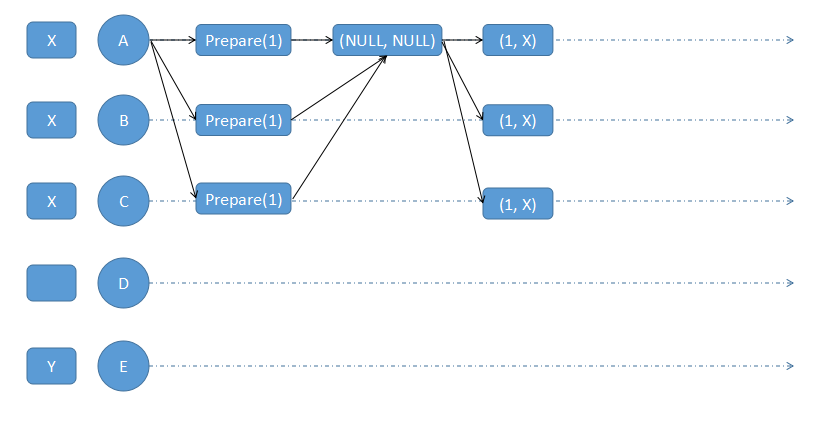 X A Prepare(1) (NULL, NULL) (1, X)
X B Prepare(1) (1, X)
X C Prepare(1) (1, X)
D
Y E